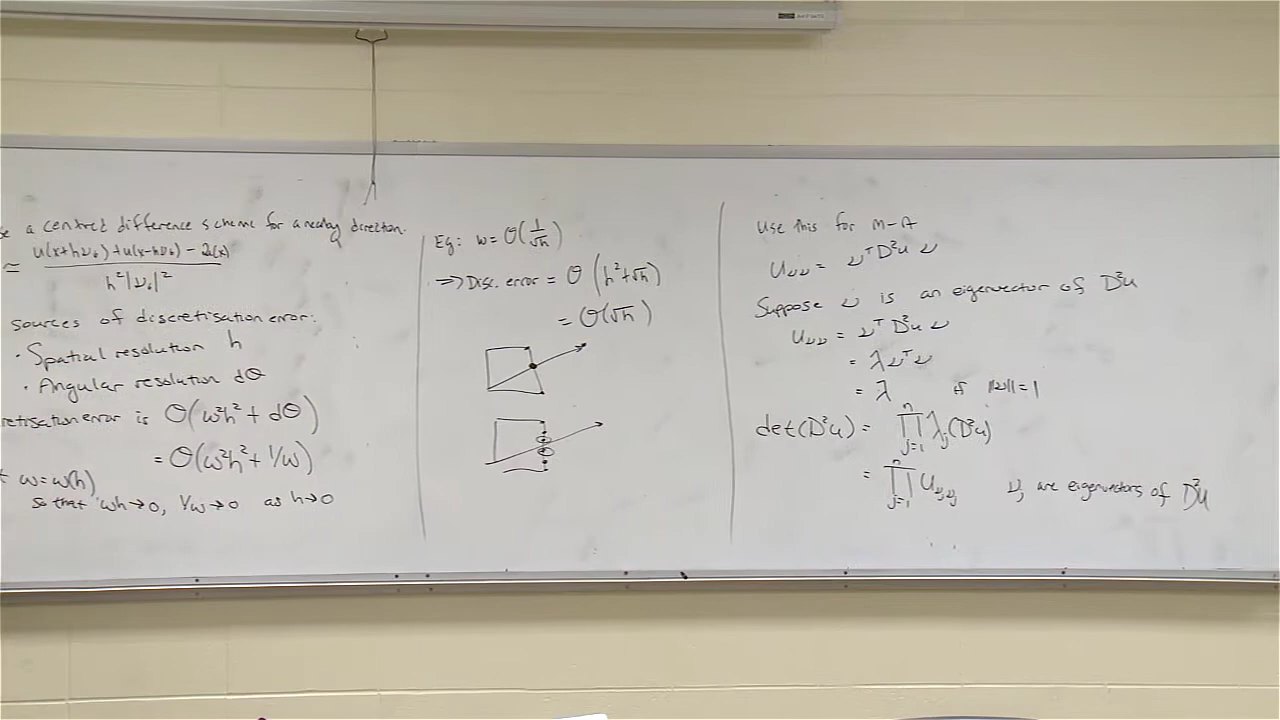 a centred difference scheme for a nearby direction.
≃ u(x+hν₀)+u(x-hν₀) - 2u(x) / h²|ν₀|²
Sources of discretisation error:
· Spatial resolution h
· Angular resolution dθ
retisation error is O(w²h² + dθ)
= O(w²h² + 1/w)
w = w(h)
so that wh→0, 1/w→0 as h→0
Eg: w = O(1/√h)
⇒ Disc. error = O(h²+√h)
= O(√h)
Use this for M-A
u_νν = νᵀD²u ν
Suppose ν is an eigenvector of D²u
u_νν = νᵀD²u ν
= λνᵀν
= λ if ||ν||=1
det(D²u) = ∏_{j=1}^n λ_j(D²u)
= ∏_{j=1}^n u_{ν_jν_j} ν_j are eigenvectors of D²u